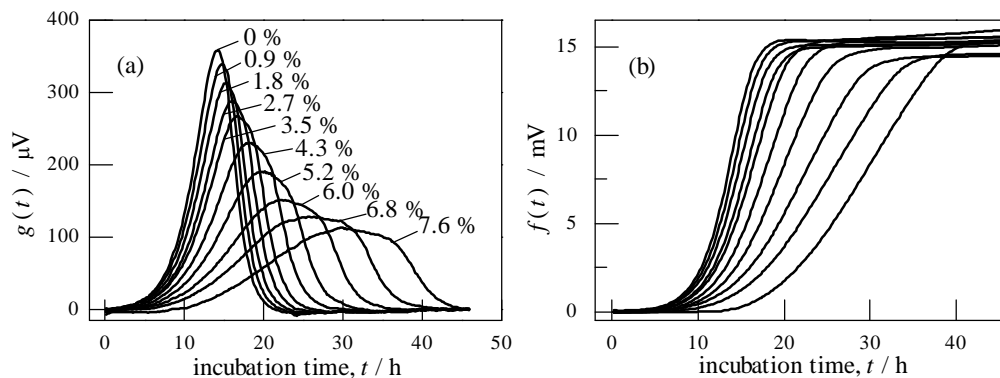 (a)
g(t) / μV
400
300
200
100
0
0 %
0.9 %
1.8 %
2.7 %
3.5 %
4.3 %
5.2 %
6.0 %
6.8 %
7.6 %
0 10 20 30 40 50
incubation time, t / h
(b)
f(t) / mV
15
10
5
0
0 10 20 30 40
incubation time, t / h